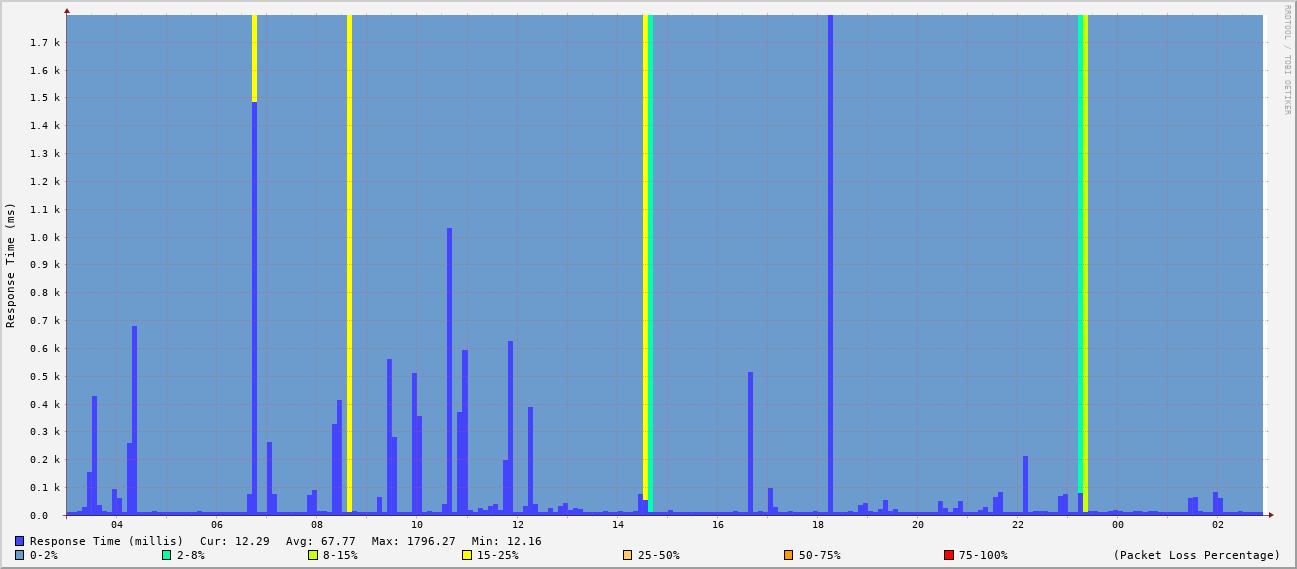 RRDTOOL / TOBI OETIKER
Response Time (ms)
1.7 k
1.6 k
1.5 k
1.4 k
1.3 k
1.2 k
1.1 k
1.0 k
0.9 k
0.8 k
0.7 k
0.6 k
0.5 k
0.4 k
0.3 k
0.2 k
0.1 k
0.0
04 06 08 10 12 14 16 18 20 22 00 02
Response Time (millis) Cur: 12.29 Avg: 67.77 Max: 1796.27 Min: 12.16
0-2% 2-8% 8-15% 15-25% 25-50% 50-75% 75-100% (Packet Loss Percentage)